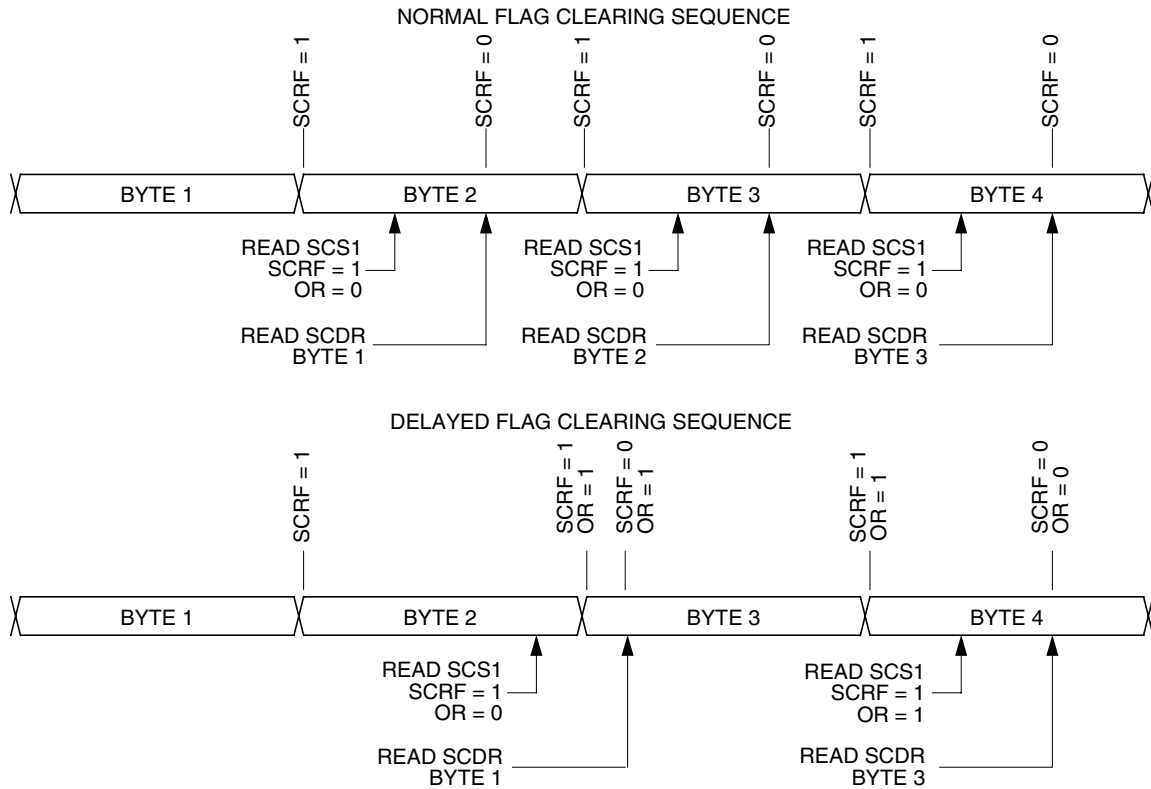 NORMAL FLAG CLEARING SEQUENCE
SCRF = 1
SCRF = 0
SCRF = 1
SCRF = 0
SCRF = 1
SCRF = 0
BYTE 1
BYTE 2
BYTE 3
BYTE 4
READ SCS1
SCRF = 1
OR = 0
READ SCS1
SCRF = 1
OR = 0
READ SCS1
SCRF = 1
OR = 0
READ SCDR
BYTE 1
READ SCDR
BYTE 2
READ SCDR
BYTE 3
DELAYED FLAG CLEARING SEQUENCE
SCRF = 1
SCRF = 1
OR = 1
SCRF = 0
OR = 1
SCRF = 1
OR = 1
SCRF = 0
OR = 0
BYTE 1
BYTE 2
BYTE 3
BYTE 4
READ SCS1
SCRF = 1
OR = 0
READ SCS1
SCRF = 1
OR = 1
READ SCDR
BYTE 1
READ SCDR
BYTE 3